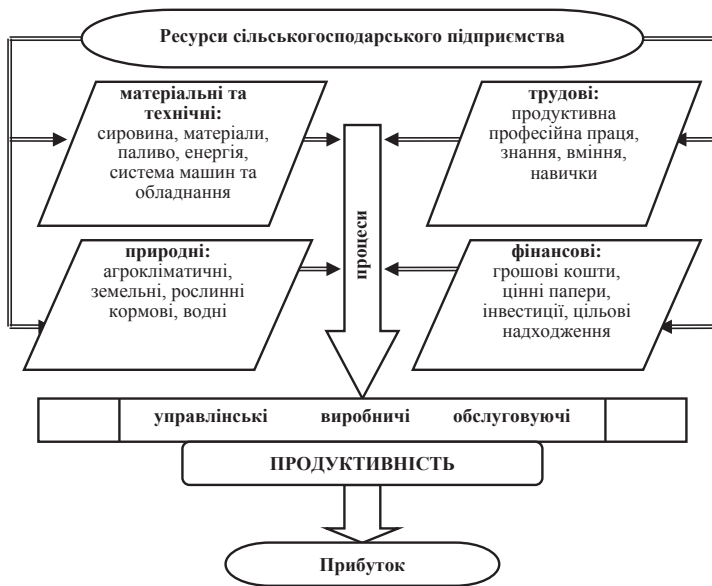 Ресурси сільськогосподарського підприємства
матеріальні та
технічні:
сировина, матеріали,
паливо, енергія,
система машин та
обладнання
трудові:
продуктивна
професійна праця,
знання, вміння,
навички
процеси
природні:
агрокліматичні,
земельні, рослинні
кормові, водні
фінансові:
грошові кошти,
цінні папери,
інвестиції, цільові
надходження
управлінські виробничі обслуговуючі
ПРОДУКТИВНІСТЬ
Прибуток